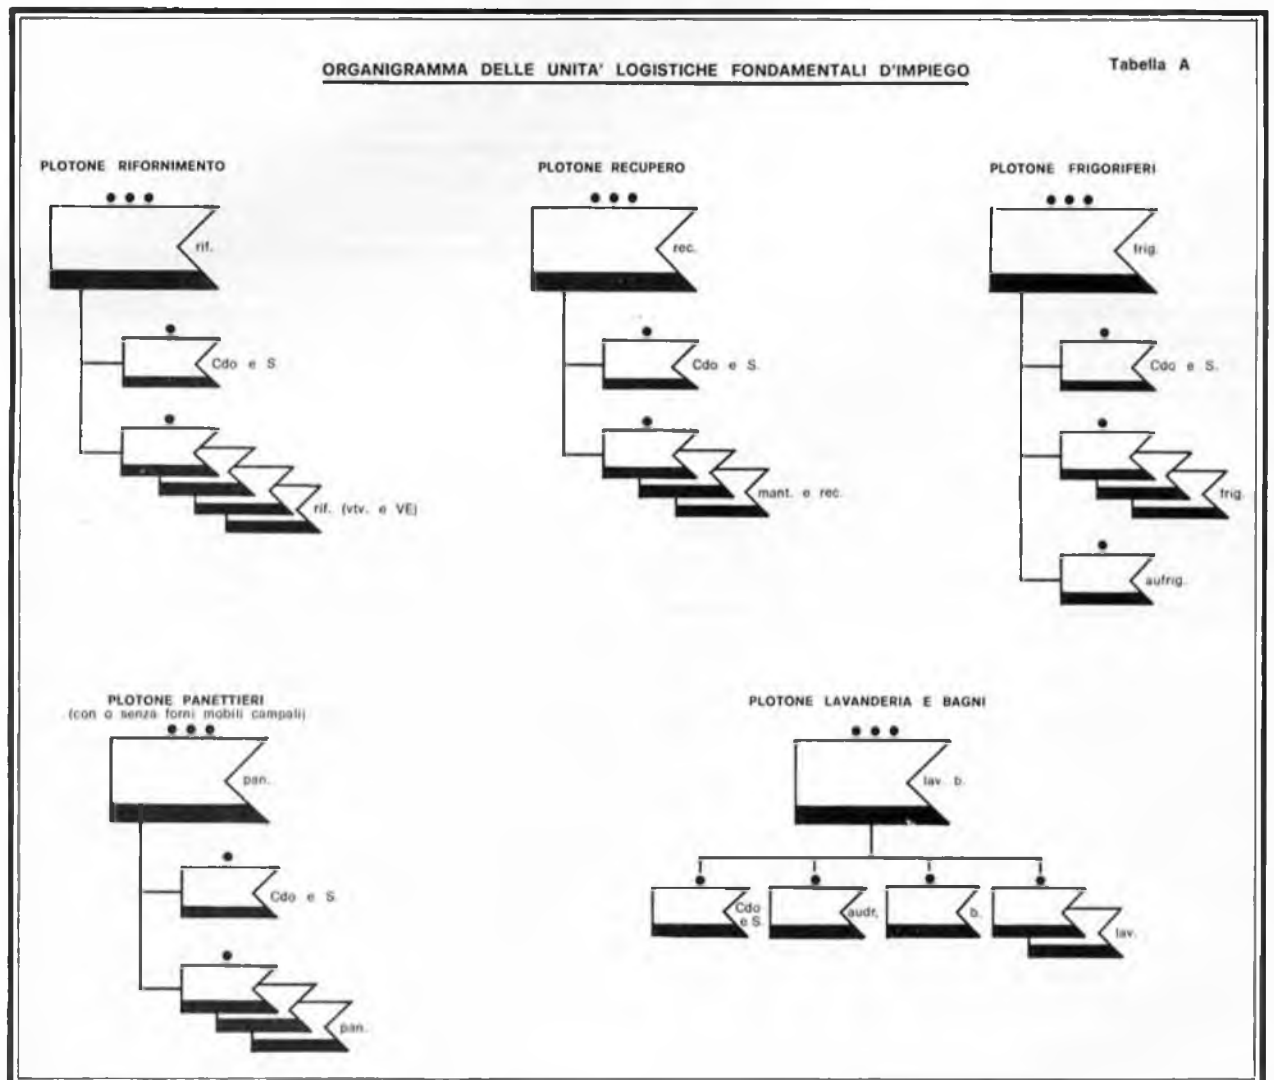 ORGANIGRAMMA DELLE UNITA' LOGISTICHE FONDAMENTALI D'IMPIEGO
Tabella A
PLOTONE RIFORNIMENTO
rif.
Cdo e S.
rif. (vtv. e VE)
PLOTONE RECUPERO
rec.
Cdo e S.
mant. e rec.
PLOTONE FRIGORIFERI
frig.
Cdo e S.
frig.
aufrig.
PLOTONE PANETTIERI
(con o senza forni mobili campali)
pan.
Cdo e S.
pan.
PLOTONE LAVANDERIA E BAGNI
lav. b.
Cdo
e S.
audr.
b.
lav.